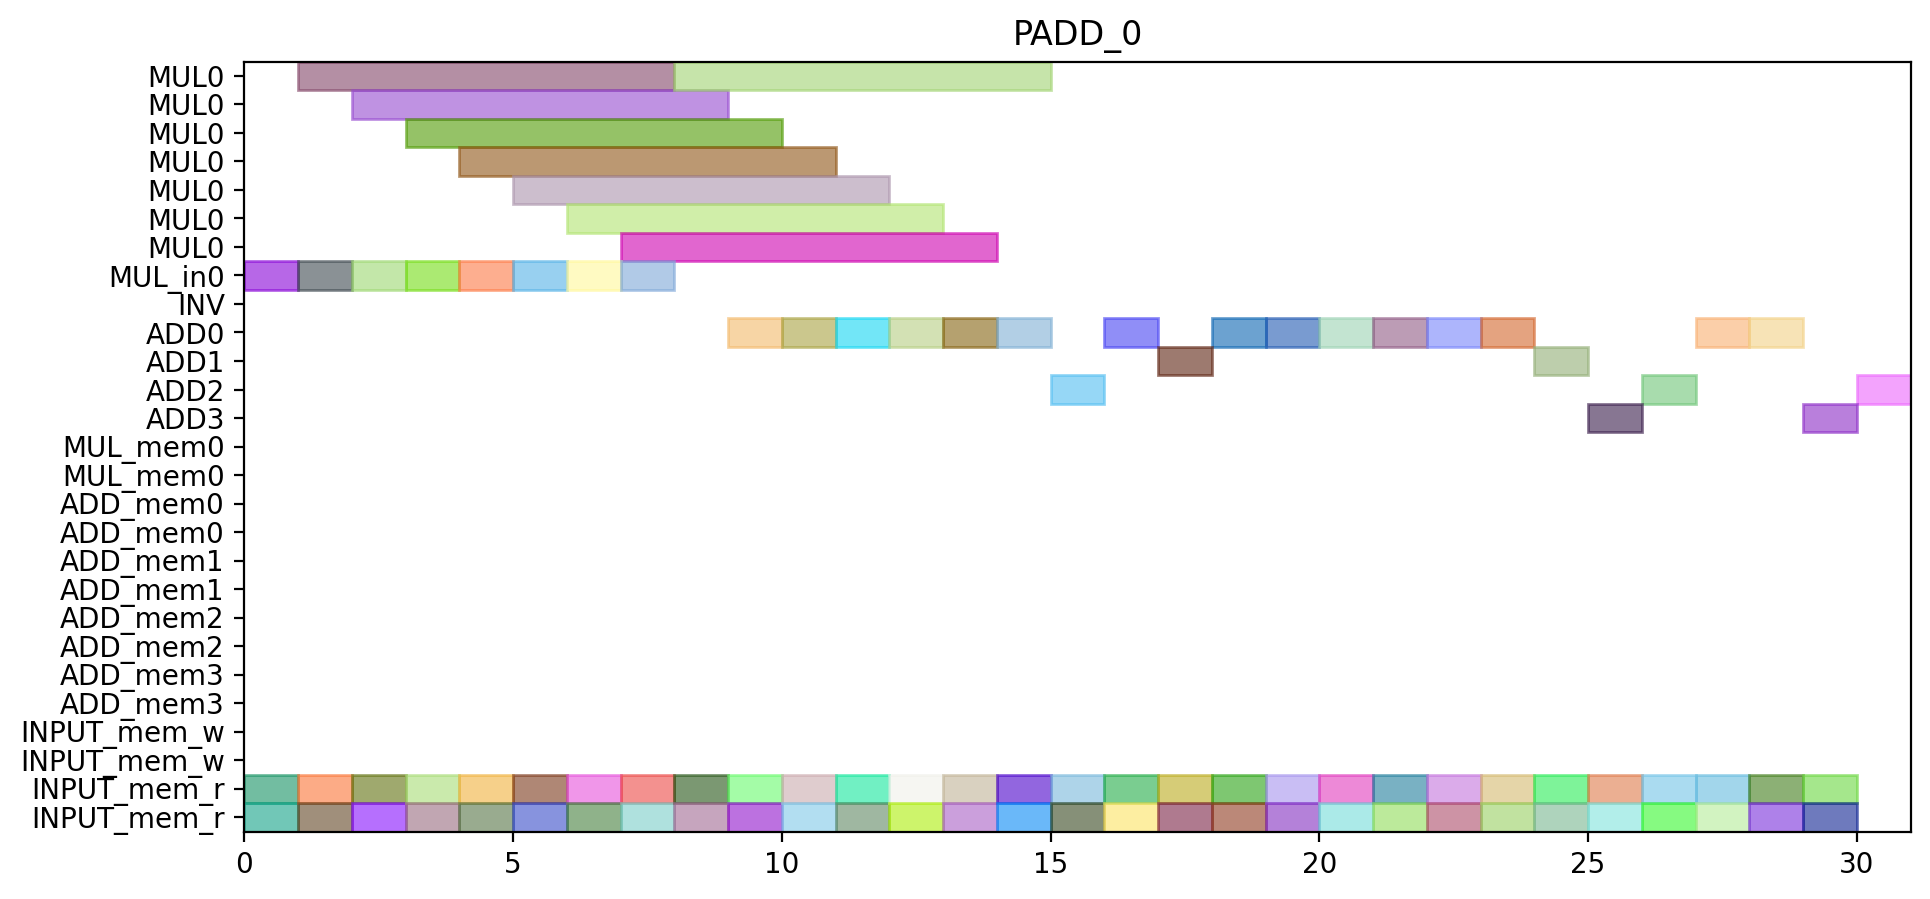 PADD_0
MUL0
MUL0
MUL0
MUL0
MUL0
MUL0
MUL0
MUL_in0
INV
ADD0
ADD1
ADD2
ADD3
MUL_mem0
MUL_mem0
ADD_mem0
ADD_mem0
ADD_mem1
ADD_mem1
ADD_mem2
ADD_mem2
ADD_mem3
ADD_mem3
INPUT_mem_w
INPUT_mem_w
INPUT_mem_r
INPUT_mem_r
0 5 10 15 20 25 30